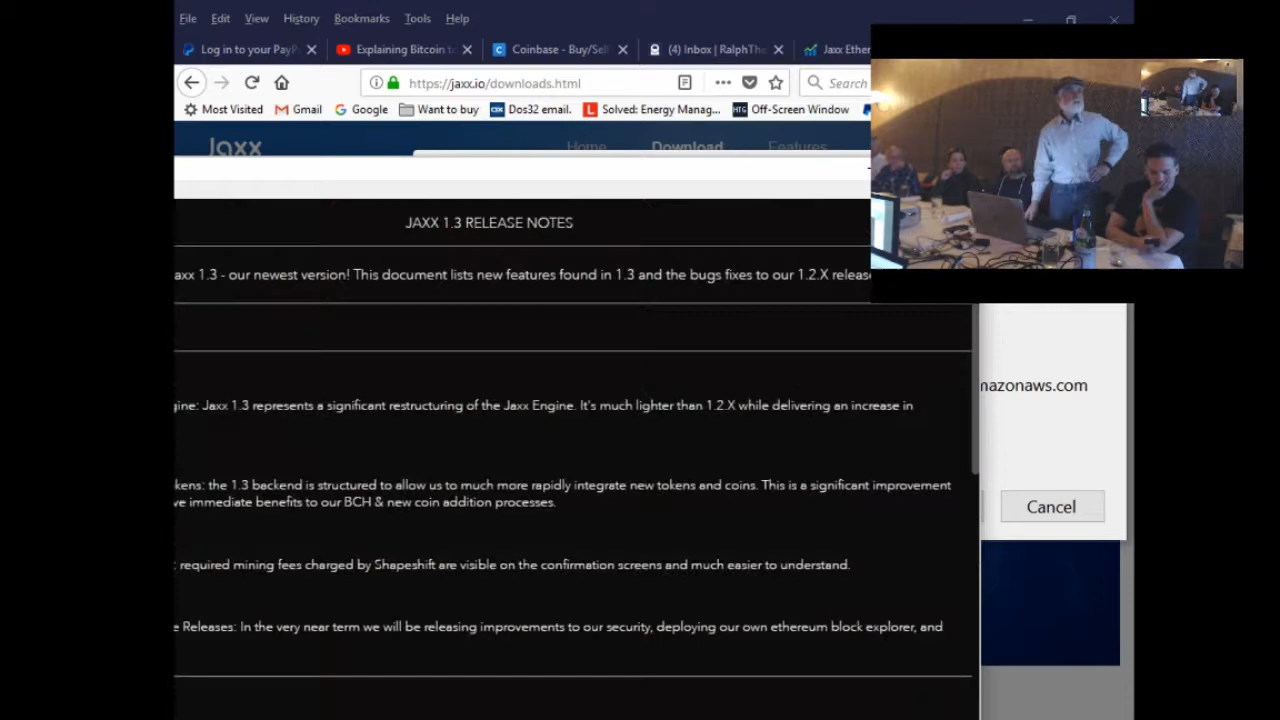 File Edit View History Bookmarks Tools Help
Log in to your PayP
Explaining Bitcoin t
Coinbase - Buy/Sell
(4) Inbox | RalphThe
Jaxx Ether
https://jaxx.io/downloads.html
Search
Most Visited Gmail Google Want to buy Dos32 email. Solved: Energy Manag... Off-Screen Window
Jaxx Home Download Features
JAXX 1.3 RELEASE NOTES
axx 1.3 - our newest version! This document lists new features found in 1.3 and the bugs fixes to our 1.2.X releas
gine: Jaxx 1.3 represents a significant restructuring of the Jaxx Engine. It's much lighter than 1.2.X while delivering an increase in
kens: the 1.3 backend is structured to allow us to much more rapidly integrate new tokens and coins. This is a significant improvement
ve immediate benefits to our BCH & new coin addition processes.
: required mining fees charged by Shapeshift are visible on the confirmation screens and much easier to understand.
e Releases: In the very near term we will be releasing improvements to our security, deploying our own ethereum block explorer, and
mazonaws.com
Cancel